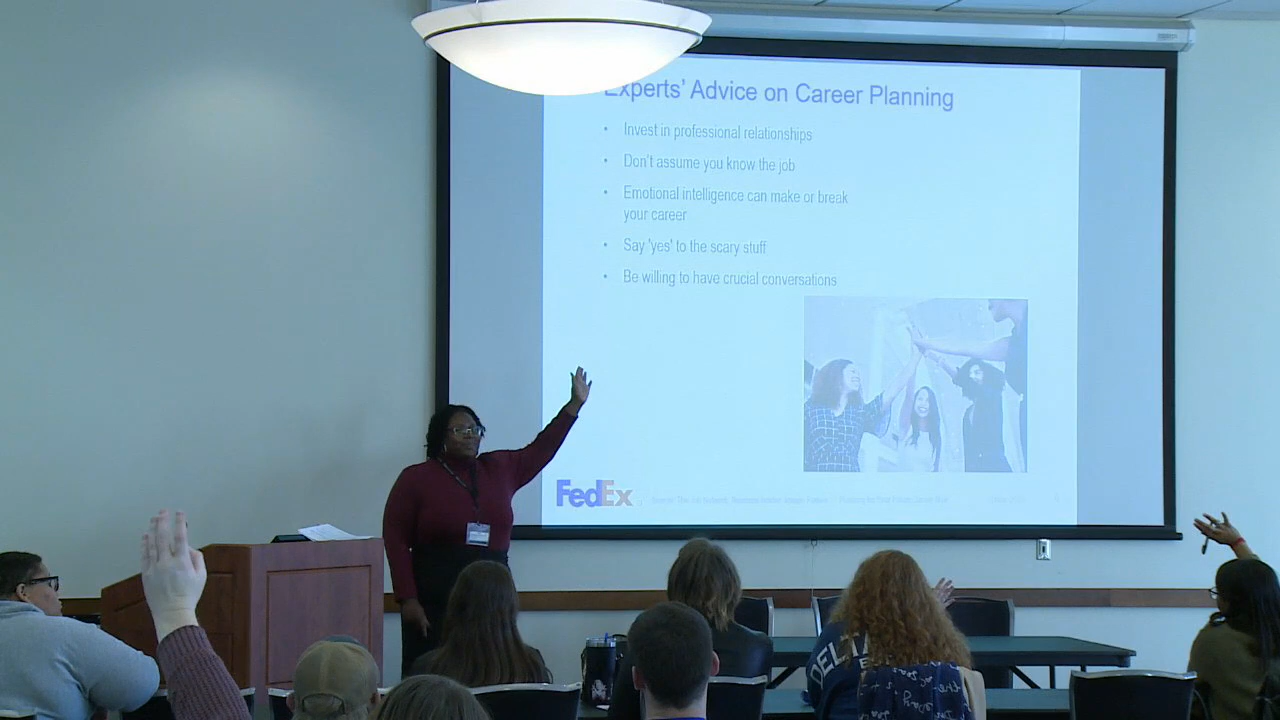 Experts' Advice on Career Planning
• Invest in professional relationships
• Don't assume you know the job
• Emotional intelligence can make or break
your career
• Say 'yes' to the scary stuff
• Be willing to have crucial conversations
FedEx
DELTA